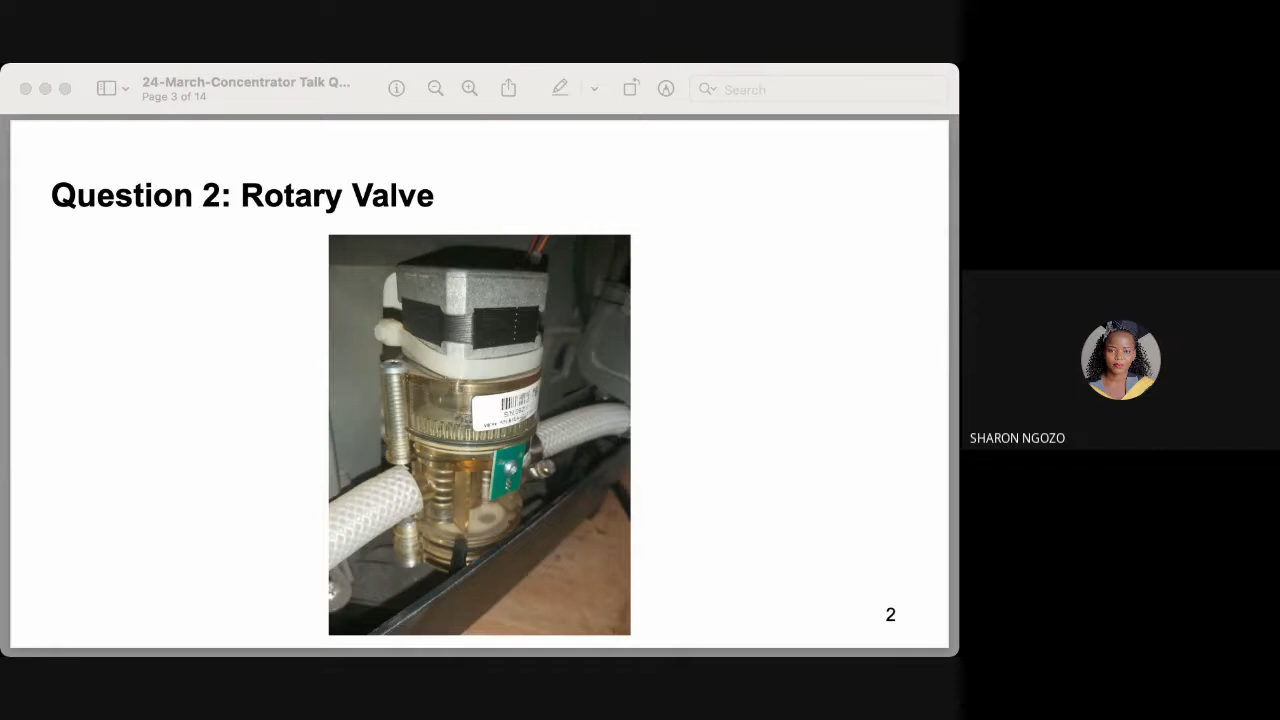 24-March-Concentrator Talk Q...
Page 3 of 14
Search
Question 2: Rotary Valve
2
SHARON NGOZO